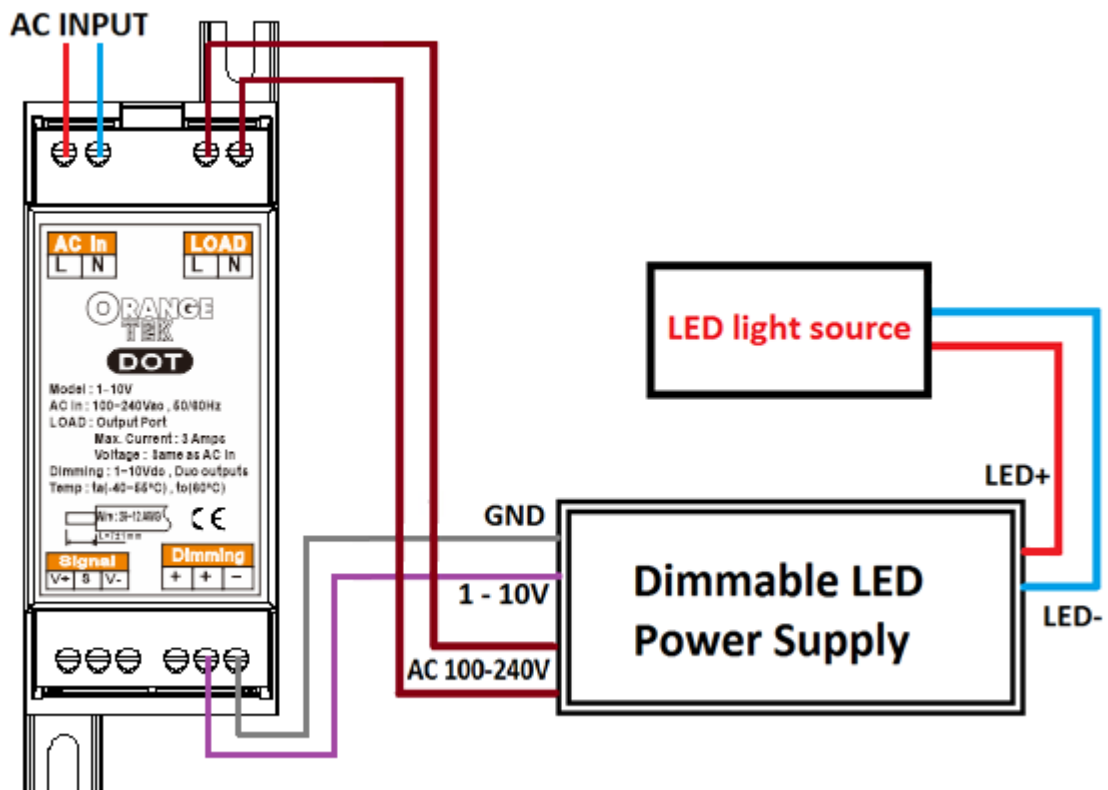 AC INPUT
AC In
LOAD
L N
L N
ORANGE
TEK
DOT
Model : 1-10V
AC In : 100~240Vac , 50/60Hz
LOAD : Output Port
Max. Current : 3 Amps
Voltage : Same as AC In
Dimming : 1~10Vdc , Duo outputs
Temp : ta(-40~55°C) , tc(60°C)
CE
Signal
Dimming
V+ S V-
+ + -
LED light source
LED+
GND
1 - 10V
AC 100-240V
Dimmable LED
Power Supply
LED-